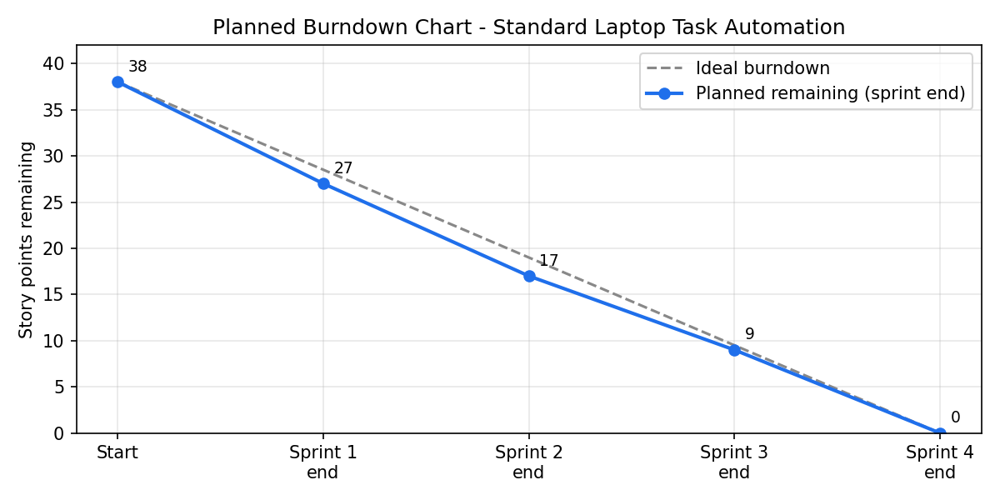 Planned Burndown Chart - Standard Laptop Task Automation
Ideal burndown
Planned remaining (sprint end)
Story points remaining
40
35
30
25
20
15
10
5
0
38
27
17
9
0
Start
Sprint 1
end
Sprint 2
end
Sprint 3
end
Sprint 4
end